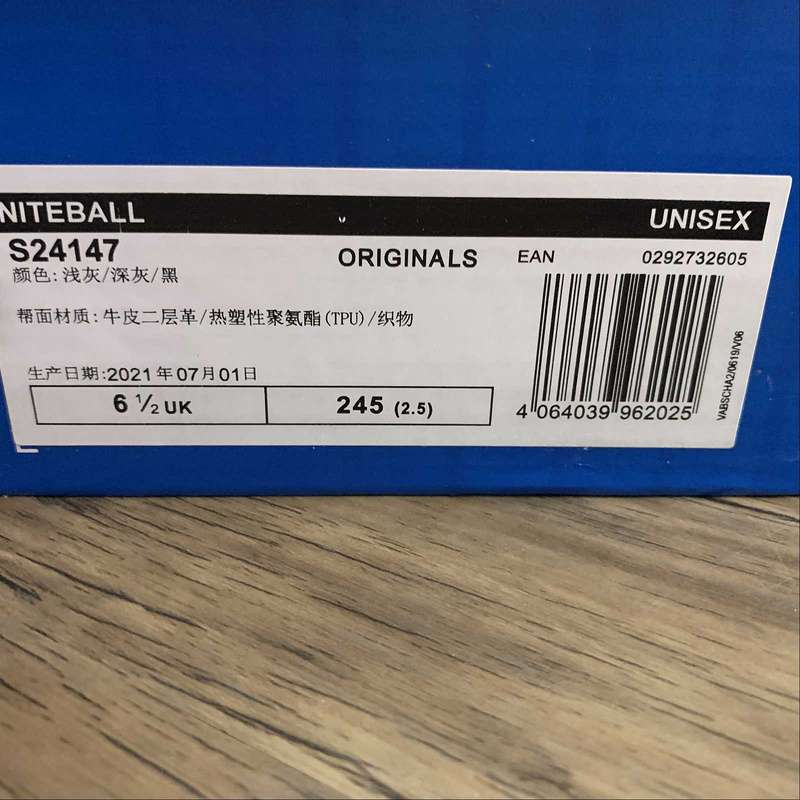 NITEBALL UNISEX
S24147 ORIGINALS EAN 0292732605
颜色:浅灰/深灰/黑
帮面材质:牛皮二层革/热塑性聚氨酯(TPU)/织物
生产日期:2021年07月01日
6 ½ UK 245 (2.5)
4 064039 962025
VABSCHA2/0619/V06